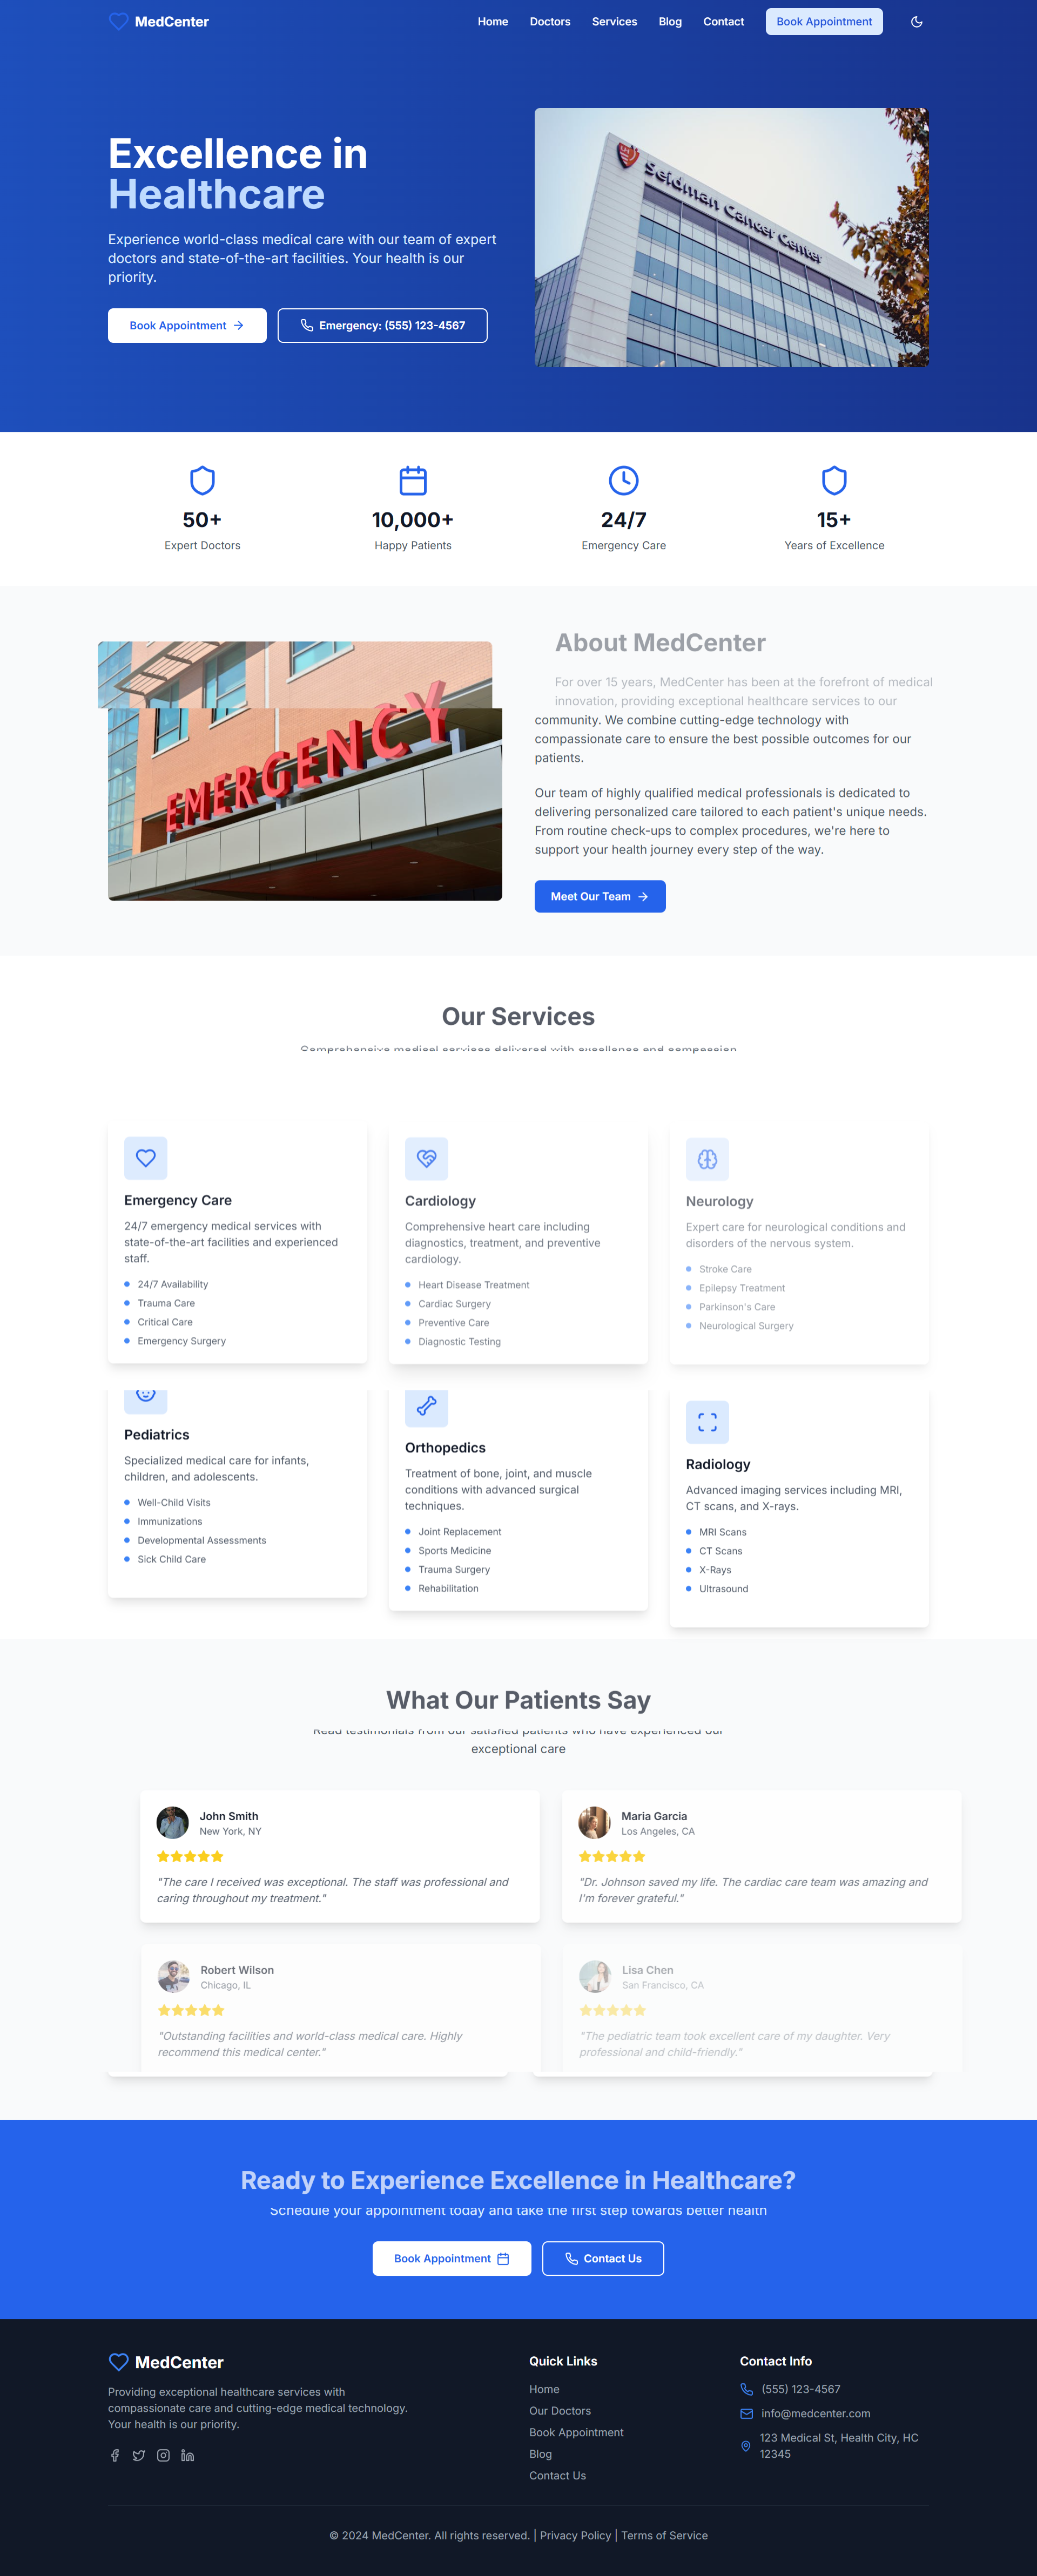 MedCenter
Home
Doctors
Services
Blog
Contact
Book Appointment
Excellence in
Healthcare
Experience world-class medical care with our team of expert
doctors and state-of-the-art facilities. Your health is our
priority.
Book Appointment
Emergency: (555) 123-4567
Seidman Cancer Center
50+
Expert Doctors
10,000+
Happy Patients
24/7
Emergency Care
15+
Years of Excellence
EMERGENCY
About MedCenter
For over 15 years, MedCenter has been at the forefront of medical
innovation, providing exceptional healthcare services to our
community. We combine cutting-edge technology with
compassionate care to ensure the best possible outcomes for our
patients.
Our team of highly qualified medical professionals is dedicated to
delivering personalized care tailored to each patient's unique needs.
From routine check-ups to complex procedures, we're here to
support your health journey every step of the way.
Meet Our Team
Our Services
Comprehensive medical services delivered with excellence and compassion
Emergency Care
24/7 emergency medical services with
state-of-the-art facilities and experienced
staff.
24/7 Availability
Trauma Care
Critical Care
Emergency Surgery
Cardiology
Comprehensive heart care including
diagnostics, treatment, and preventive
cardiology.
Heart Disease Treatment
Cardiac Surgery
Preventive Care
Diagnostic Testing
Neurology
Expert care for neurological conditions and
disorders of the nervous system.
Stroke Care
Epilepsy Treatment
Parkinson's Care
Neurological Surgery
Pediatrics
Specialized medical care for infants,
children, and adolescents.
Well-Child Visits
Immunizations
Developmental Assessments
Sick Child Care
Orthopedics
Treatment of bone, joint, and muscle
conditions with advanced surgical
techniques.
Joint Replacement
Sports Medicine
Trauma Surgery
Rehabilitation
Radiology
Advanced imaging services including MRI,
CT scans, and X-rays.
MRI Scans
CT Scans
X-Rays
Ultrasound
What Our Patients Say
Read testimonials from our satisfied patients who have experienced our
exceptional care
John Smith
New York, NY
"The care I received was exceptional. The staff was professional and
caring throughout my treatment."
Maria Garcia
Los Angeles, CA
"Dr. Johnson saved my life. The cardiac care team was amazing and
I'm forever grateful."
Robert Wilson
Chicago, IL
"Outstanding facilities and world-class medical care. Highly
recommend this medical center."
Lisa Chen
San Francisco, CA
"The pediatric team took excellent care of my daughter. Very
professional and child-friendly."
Ready to Experience Excellence in Healthcare?
Schedule your appointment today and take the first step towards better health
Book Appointment
Contact Us
MedCenter
Providing exceptional healthcare services with
compassionate care and cutting-edge medical technology.
Your health is our priority.
Quick Links
Home
Our Doctors
Book Appointment
Blog
Contact Us
Contact Info
(555) 123-4567
info@medcenter.com
123 Medical St, Health City, HC
12345
© 2024 MedCenter. All rights reserved. | Privacy Policy | Terms of Service